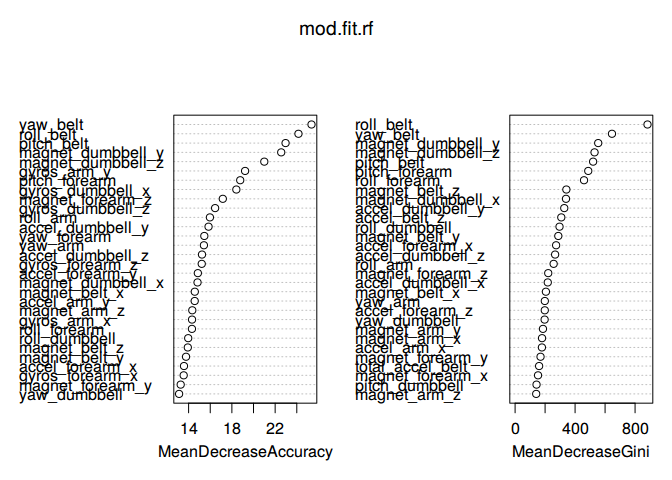 mod.fit.rf
yaw_belt
roll_belt
pitch_belt
magnet_dumbbell_y
magnet_dumbbell_z
gyros_arm_y
pitch_forearm
gyros_dumbbell_x
magnet_forearm_z
gyros_dumbbell_z
roll_arm
accel_dumbbell_y
yaw_forearm
yaw_arm
accel_dumbbell_z
gyros_forearm_z
accel_forearm_y
magnet_dumbbell_x
magnet_belt_x
accel_arm_y
magnet_arm_z
gyros_arm_x
roll_forearm
roll_dumbbell
magnet_belt_z
magnet_belt_y
accel_forearm_x
gyros_forearm_x
magnet_forearm_y
yaw_dumbbell
14 18 22
MeanDecreaseAccuracy
roll_belt
yaw_belt
magnet_dumbbell_y
magnet_dumbbell_z
pitch_belt
pitch_forearm
roll_forearm
magnet_belt_z
magnet_dumbbell_x
accel_dumbbell_y
accel_belt_z
roll_dumbbell
magnet_belt_y
accel_forearm_x
accel_dumbbell_z
roll_arm
magnet_forearm_z
accel_dumbbell_x
magnet_belt_x
yaw_arm
accel_forearm_z
yaw_dumbbell
magnet_arm_y
magnet_arm_x
accel_arm_x
magnet_forearm_y
total_accel_belt
magnet_forearm_x
pitch_dumbbell
magnet_arm_z
0 400 800
MeanDecreaseGini